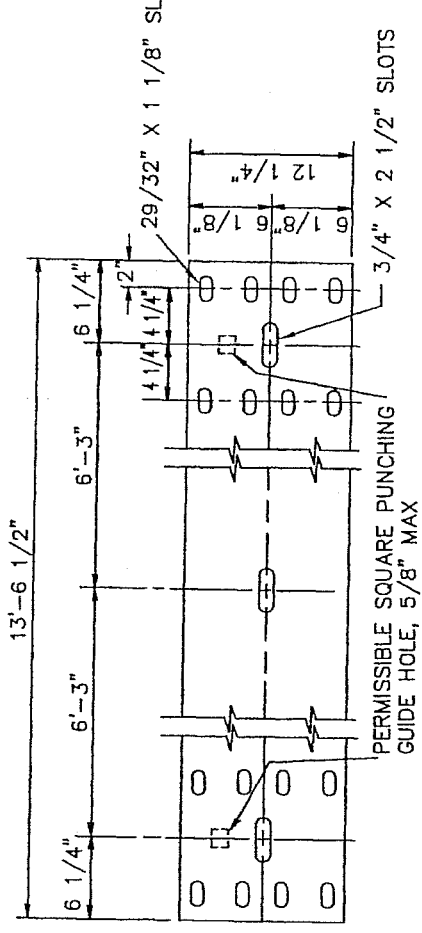 13'-6 1/2"
6 1/4"
6'-3"
6'-3"
6 1/4"
2"
4 1/4"
4 1/4"
29/32" X 1 1/8" SL
6 1/8"
6 1/8"
12 1/4"
3/4" X 2 1/2" SLOTS
PERMISSIBLE SQUARE PUNCHING
GUIDE HOLE, 5/8" MAX